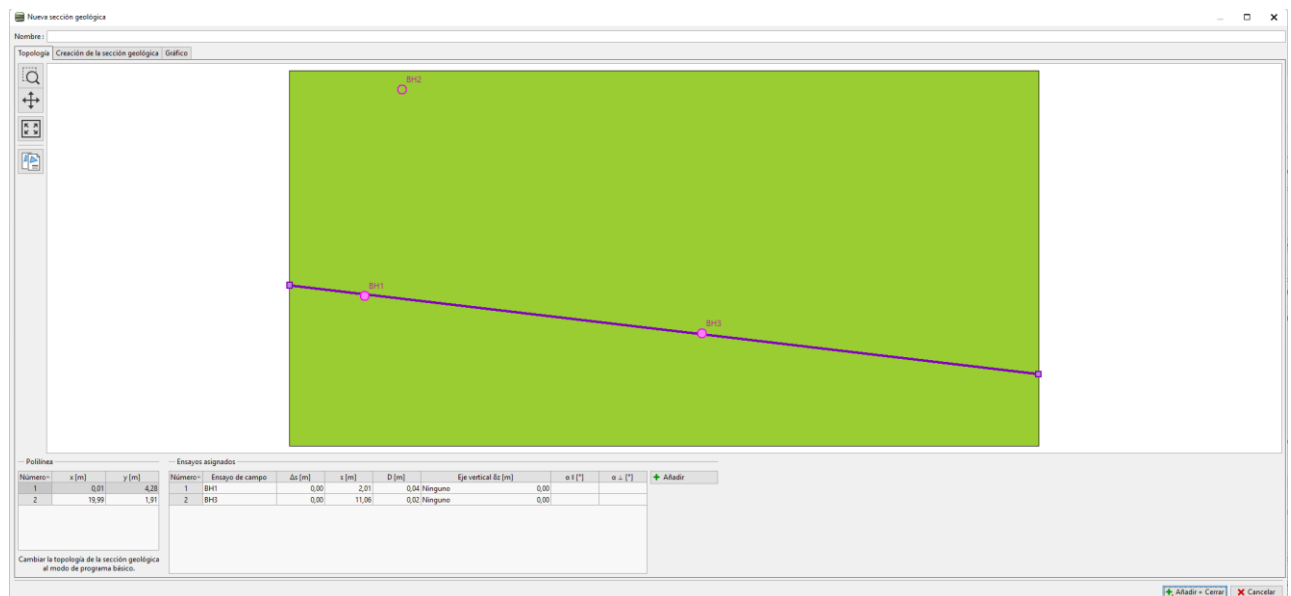 Nueva sección geológica
Nombre :
Topología Creación de la sección geológica Gráfico
BH2
BH1
BH3
Polilínea
Número x [m] y [m]
1 0,01 4,28
2 19,99 1,91
Cambiar la topología de la sección geológica
al modo de programa básico.
Ensayos asignados
Número Ensayo de campo Δs [m] s [m] D [m] Eje vertical δz [m] α ∥ [°] α ⊥ [°]
1 BH1 0,00 2,01 0,04 Ninguno 0,00
2 BH3 0,00 11,06 0,02 Ninguno 0,00
Añadir
Añadir + Cerrar Cancelar